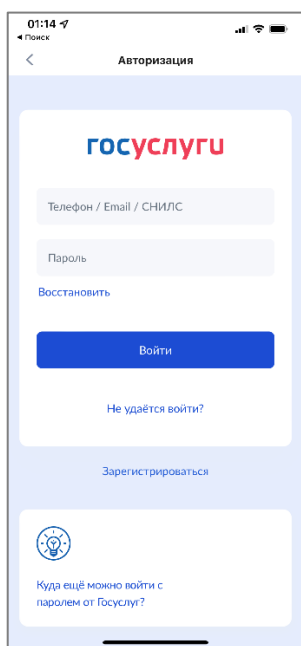 01:14
Поиск
Авторизация
госуслуги
Телефон / Email / СНИЛС
Пароль
Восстановить
Войти
Не удаётся войти?
Зарегистрироваться
Куда ещё можно войти с
паролем от Госуслуг?